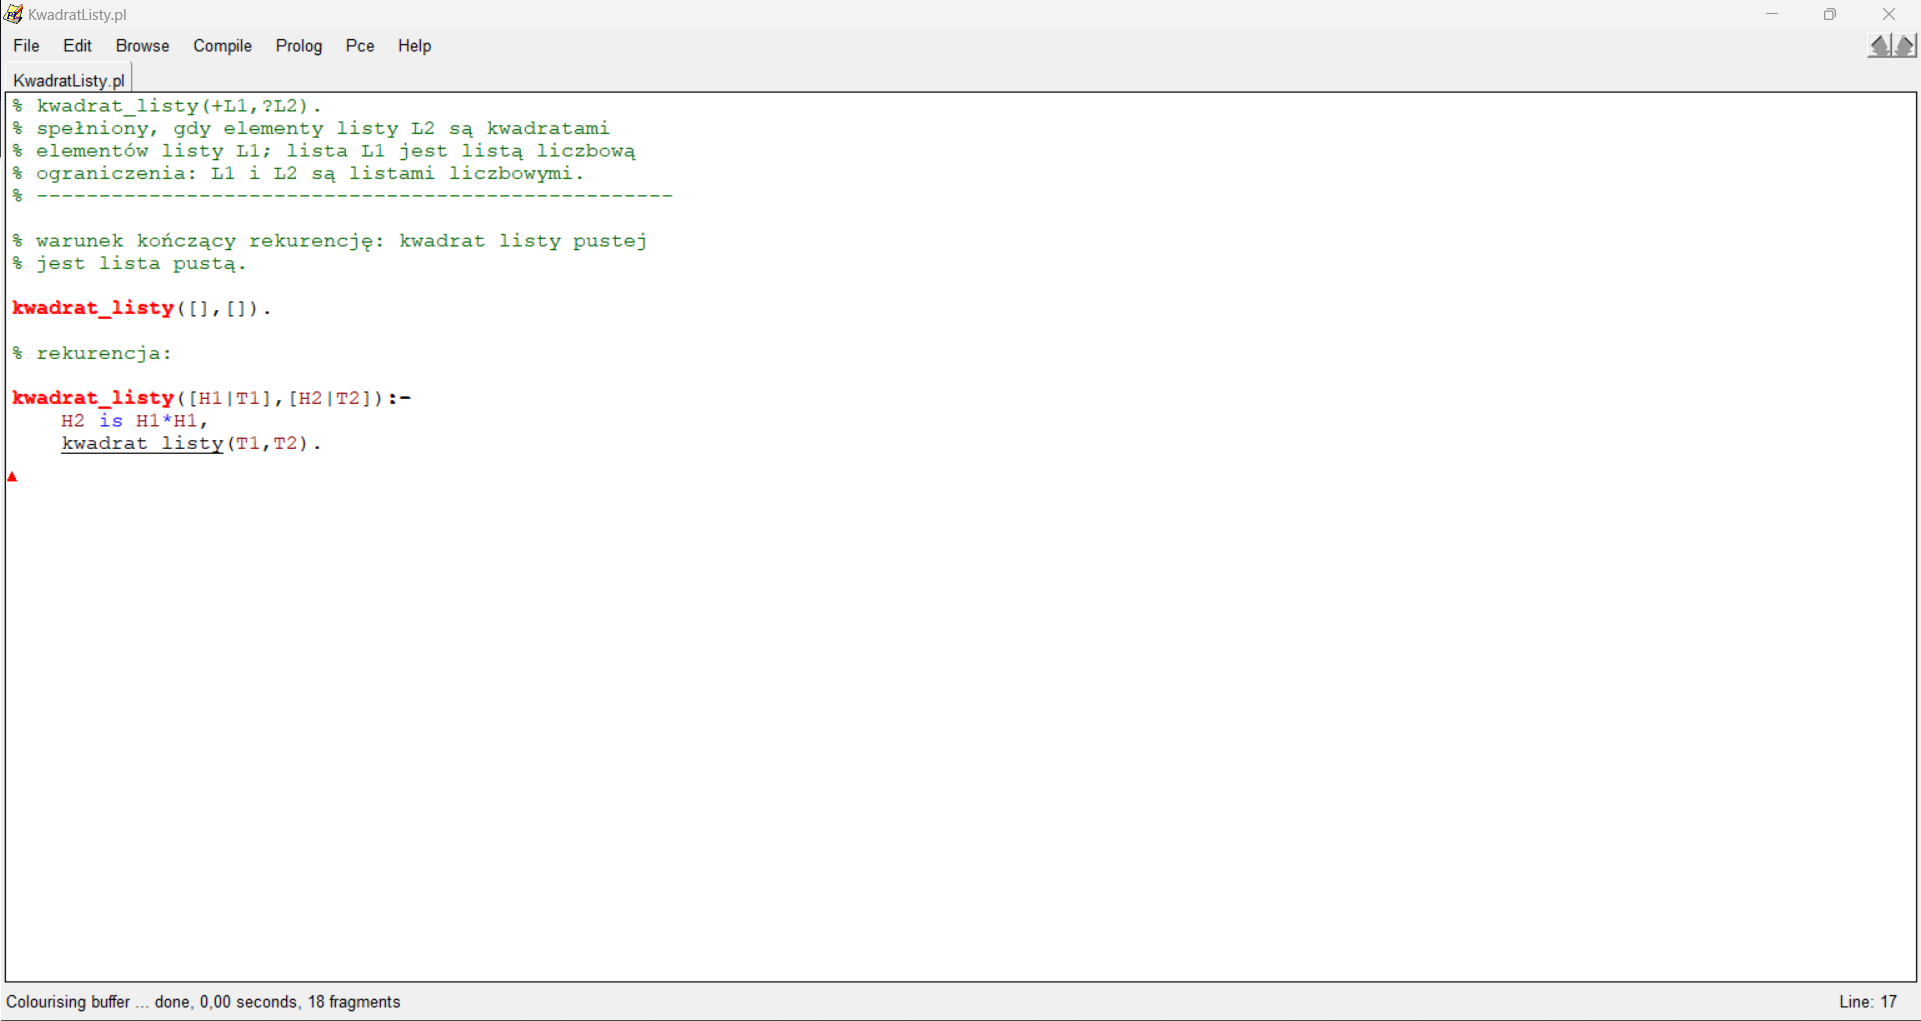 KwadratListy.pl
File Edit Browse Compile Prolog Pce Help
KwadratListy.pl
% kwadrat_listy(+L1,?L2).
% spełniony, gdy elementy listy L2 są kwadratami
% elementów listy L1; lista L1 jest listą liczbową
% ograniczenia: L1 i L2 są listami liczbowymi.
% ---------------------------------------------------
% warunek kończący rekurencję: kwadrat listy pustej
% jest lista pustą.
kwadrat_listy([],[]).
% rekurencja:
kwadrat_listy([H1|T1],[H2|T2]):-
H2 is H1*H1,
kwadrat_listy(T1,T2).
Colourising buffer ... done, 0,00 seconds, 18 fragments
Line: 17